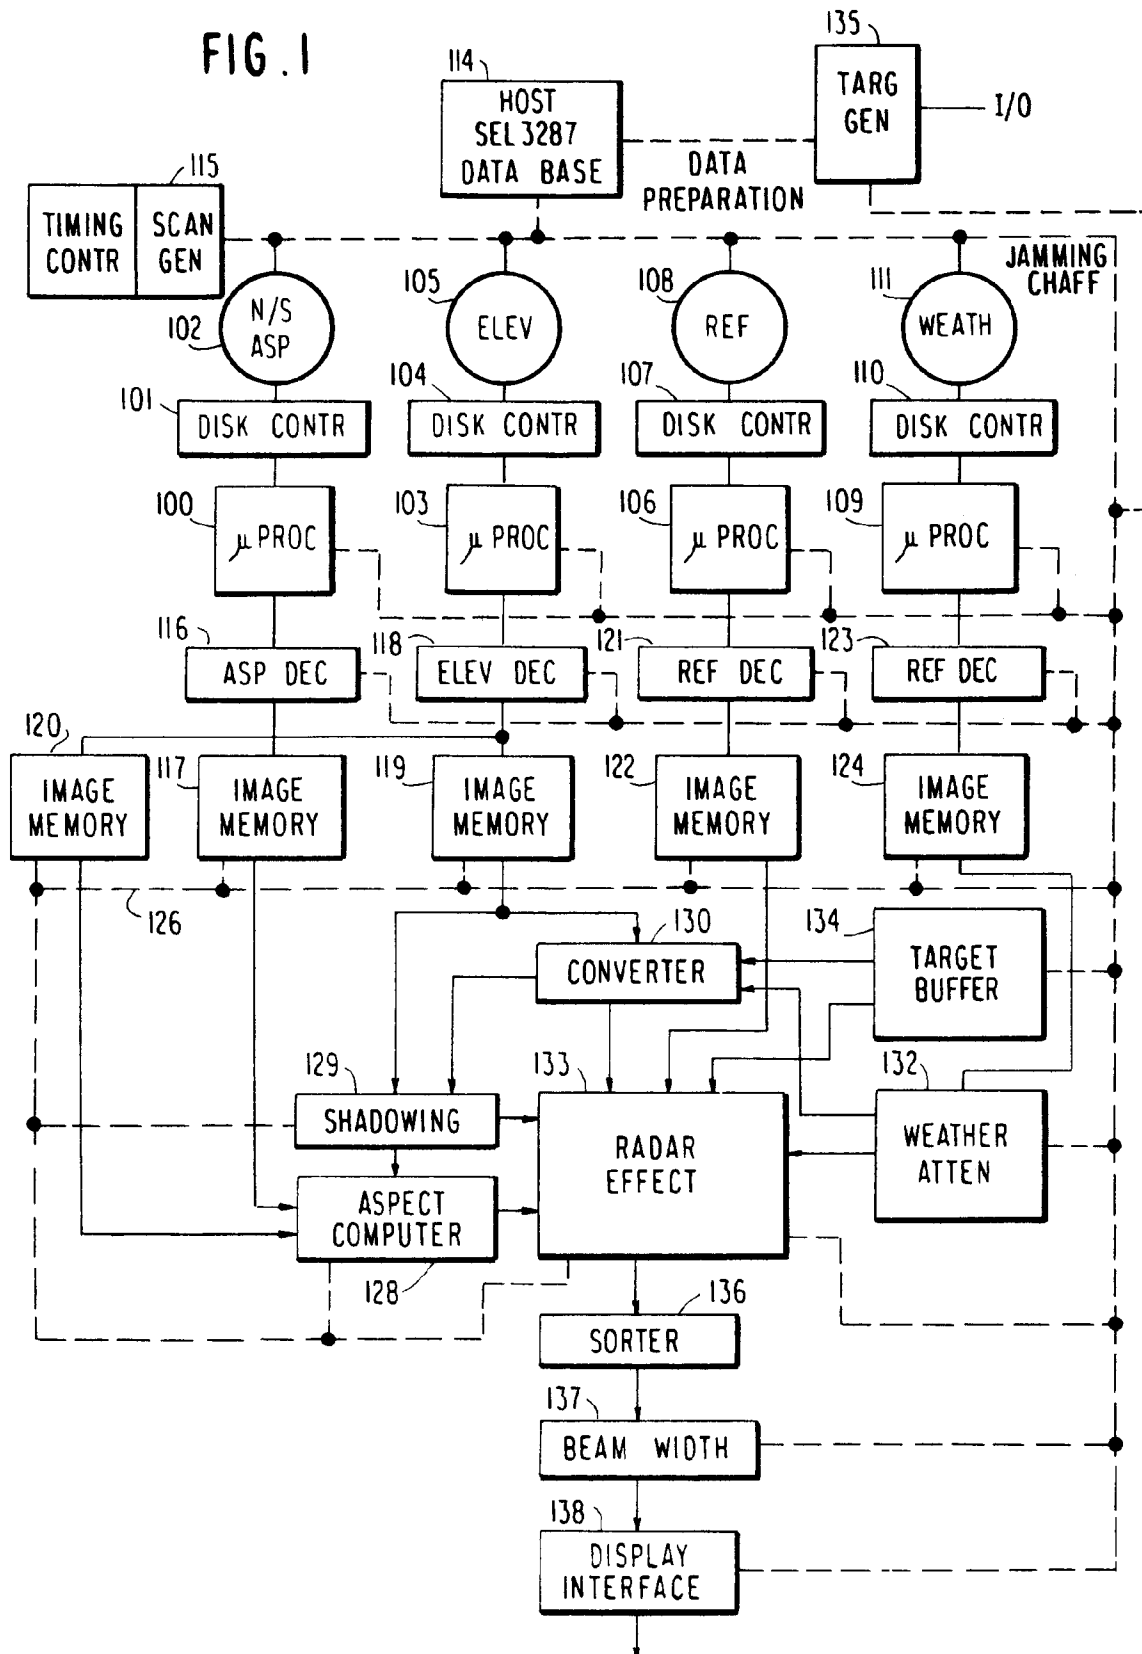 FIG. 1
135
TARG
GEN
I/O
114
HOST
SEL 3287
DATA BASE
DATA
PREPARATION
115
TIMING
CONTR
SCAN
GEN
JAMMING
CHAFF
102
N/S
ASP
105
ELEV
108
REF
111
WEATH
101
DISK CONTR
104
DISK CONTR
107
DISK CONTR
110
DISK CONTR
100
μ PROC
103
μ PROC
106
μ PROC
109
μ PROC
116
ASP DEC
118
ELEV DEC
121
REF DEC
123
REF DEC
120
IMAGE
MEMORY
117
IMAGE
MEMORY
119
IMAGE
MEMORY
122
IMAGE
MEMORY
124
IMAGE
MEMORY
126
130
CONVERTER
134
TARGET
BUFFER
129
SHADOWING
133
RADAR
EFFECT
132
WEATHER
ATTEN
ASPECT
COMPUTER
128
136
SORTER
137
BEAM WIDTH
138
DISPLAY
INTERFACE